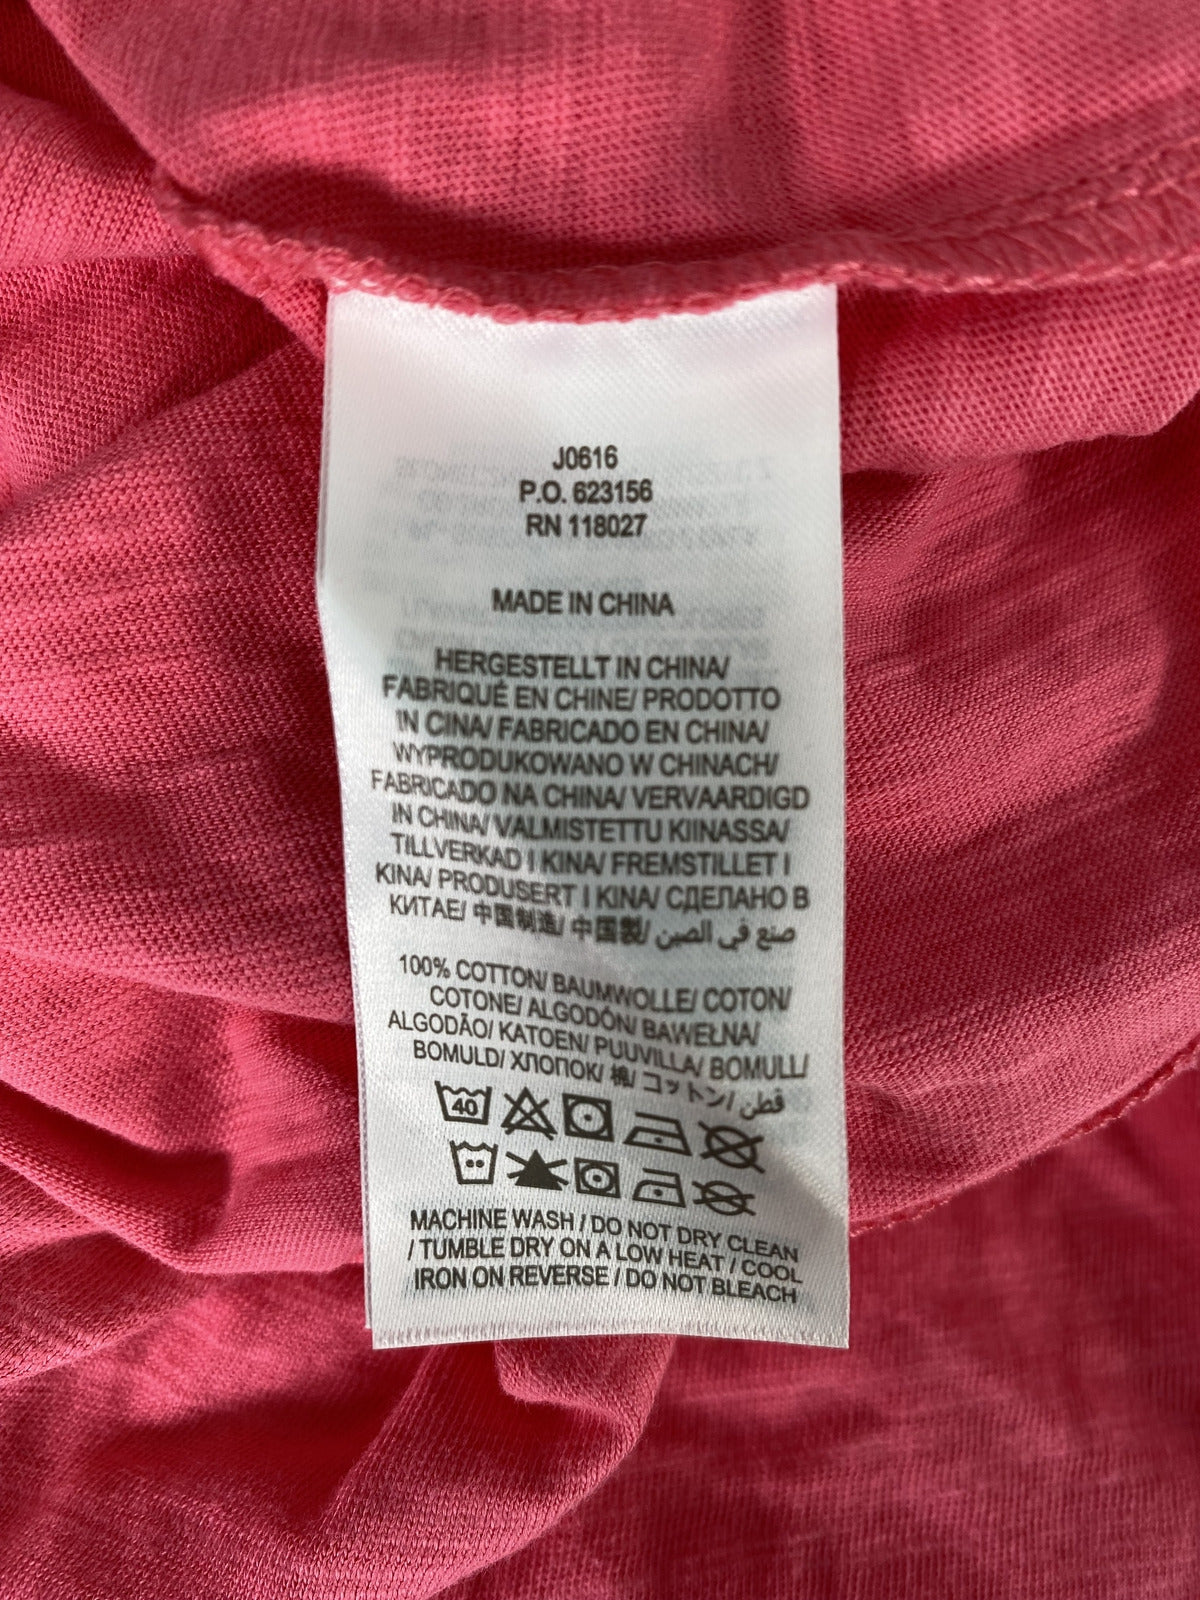 J0616
P.O. 623156
RN 118027
MADE IN CHINA
HERGESTELLT IN CHINA/
FABRIQUÉ EN CHINE/ PRODOTTO
IN CINA/ FABRICADO EN CHINA/
WYPRODUKOWANO W CHINACH/
FABRICADO NA CHINA/ VERVAARDIGD
IN CHINA/ VALMISTETTU KIINASSA/
TILLVERKAD I KINA/ FREMSTILLET I
KINA/ PRODUSERT I KINA/ СДЕЛАНО В
КИТАЕ/ 中国制造/ 中国製/ صنع في الصين
100% COTTON/ BAUMWOLLE/ COTON/
COTONE/ ALGODÓN/ BAWEŁNA/
ALGODÃO/ KATOEN/ PUUVILLA/ BOMULL/
BOMULD/ ХЛОПОК/ 棉/ コットン/ قطن
40
MACHINE WASH / DO NOT DRY CLEAN
/ TUMBLE DRY ON A LOW HEAT / COOL
IRON ON REVERSE / DO NOT BLEACH